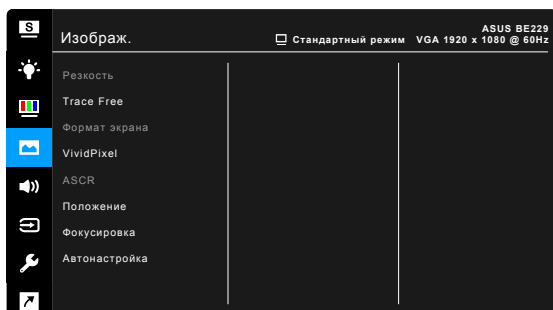 S
ASUS BE229
Изображ.
Стандартный режим VGA 1920 x 1080 @ 60Hz
Резкость
Trace Free
Формат экрана
VividPixel
ASCR
Положение
Фокусировка
Автонастройка